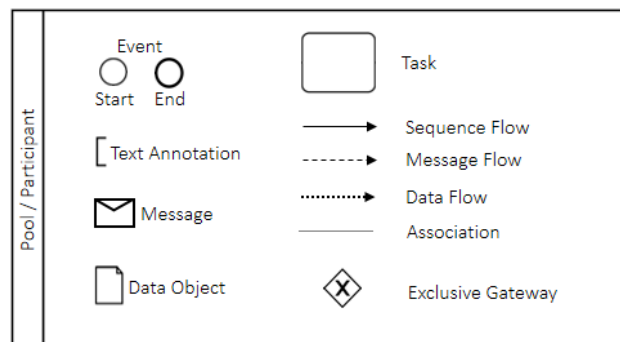 Pool / Participant
Event
Start End
Text Annotation
Message
Data Object
Task
Sequence Flow
Message Flow
Data Flow
Association
X
Exclusive Gateway